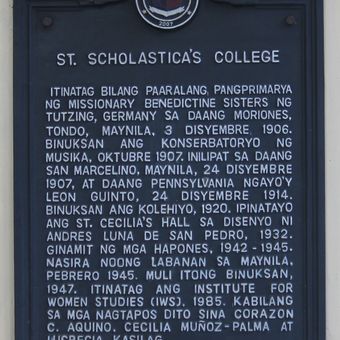 2007
ST. SCHOLASTICA'S COLLEGE
ITINATAG BILANG PAARALANG PANGPRIMARYA
NG MISSIONARY BENEDICTINE SISTERS NG
TUTZING, GERMANY SA DAANG MORIONES,
TONDO, MAYNILA, 3 DISYEMBRE 1906.
BINUKSAN ANG KONSERBATORYO NG
MUSIKA, OKTUBRE 1907. INILIPAT SA DAANG
SAN MARCELINO, MAYNILA, 24 DISYEMBRE
1907, AT DAANG PENNSYLVANIA NGAYO'Y
LEON GUINTO, 24 DISYEMBRE 1914.
BINUKSAN ANG KOLEHIYO, 1920. IPINATAYO
ANG ST. CECILIA'S HALL SA DISENYO NI
ANDRES LUNA DE SAN PEDRO, 1932.
GINAMIT NG MGA HAPONES, 1942-1945.
NASIRA NOONG LABANAN SA MAYNILA,
PEBRERO 1945. MULI ITONG BINUKSAN,
1947. ITINATAG ANG INSTITUTE FOR
WOMEN STUDIES (IWS), 1985. KABILANG
SA MGA NAGTAPOS DITO SINA CORAZON
C. AQUINO, CECILIA MUÑOZ-PALMA AT
KASILAG